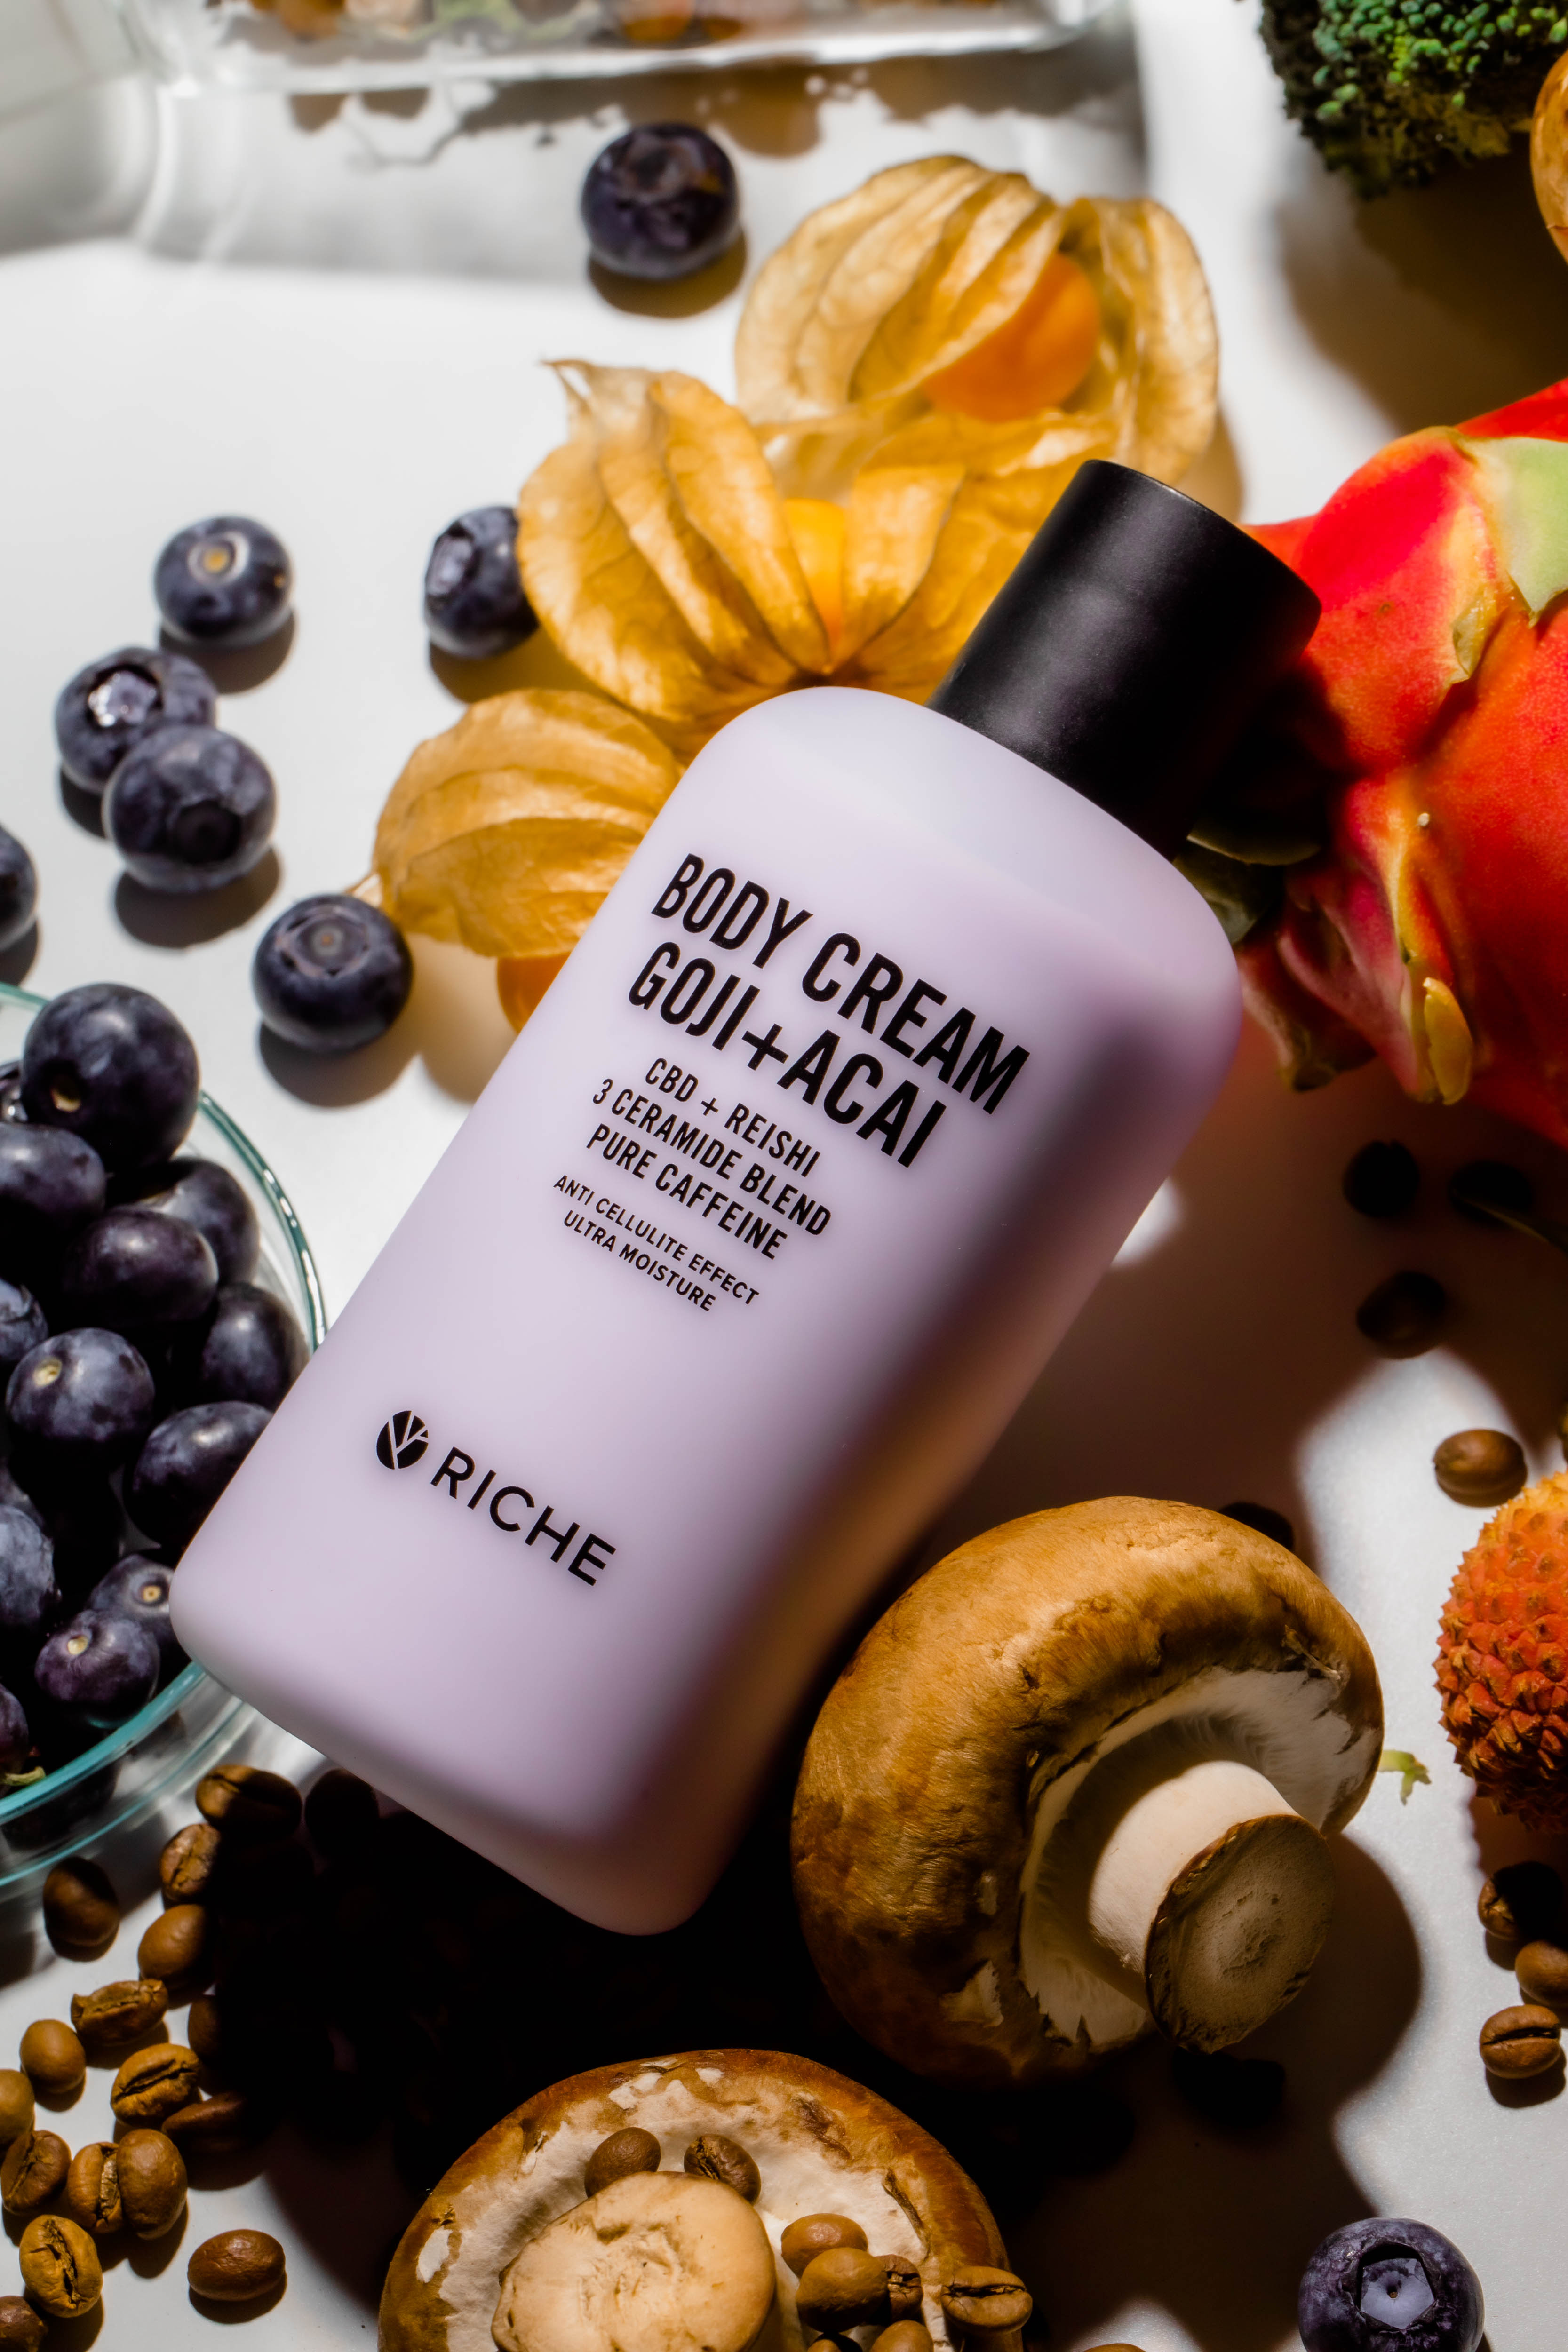 BODY CREAM
GOJI+ACAI
CBD + REISHI
3 CERAMIDE BLEND
PURE CAFFEINE
ANTI CELLULITE EFFECT
ULTRA MOISTURE
RICHE